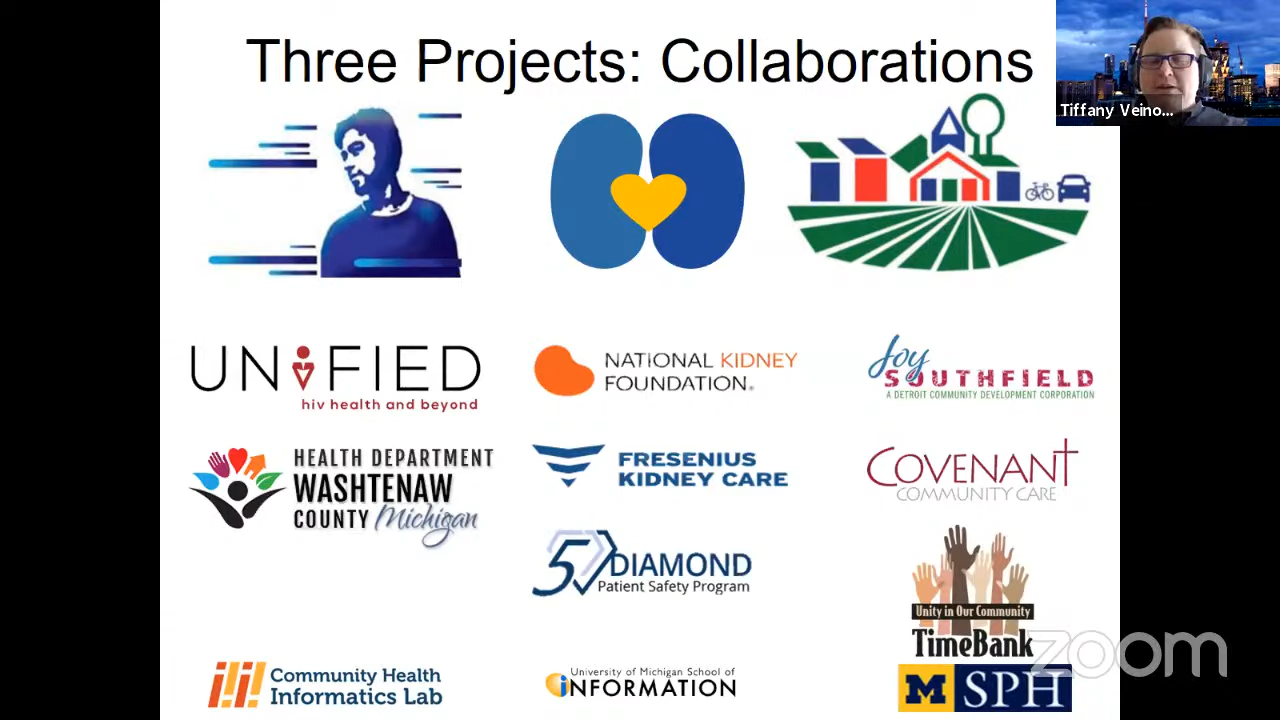 Three Projects: Collaborations
Tiffany Veino...
UNIFIED
hiv health and beyond
NATIONAL KIDNEY
FOUNDATION®
Joy
SOUTHFIELD
A DETROIT COMMUNITY DEVELOPMENT CORPORATION
HEALTH DEPARTMENT
WASHTENAW
COUNTY Michigan
FRESENIUS
KIDNEY CARE
COVENANT
COMMUNITY CARE
5 DIAMOND
Patient Safety Program
Unity in Our Community
TimeBank
zoom
Community Health
Informatics Lab
University of Michigan School of
iNFORMATION
M SPH